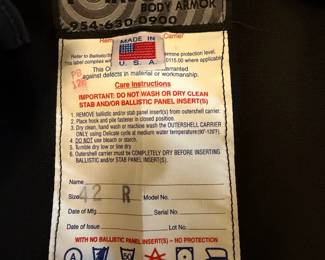 BODY ARMOR
954-630-0900
Carrier
MADE IN
U.S.A.
Refer to Ballistic/ protection level.
0115.00 have warranted
against defects in material or workmanship.
Care Instructions
IMPORTANT: DO NOT WASH OR DRY CLEAN
STAB AND/OR BALLISTIC PANEL INSERT(S)
1. REMOVE ballistic and/or stab panel insert(s) from outershell carrier.
2. Place hook and pile fastener in closed position.
3. Dry clean, hand wash or machine wash the OUTERSHELL CARRIER
ONLY using Delicate cycle at medium water temperature (90°-120°F).
4. DO NOT use bleach or starch.
5. Tumble dry low or line dry.
6. Outershell carrier must be COMPLETELY DRY BEFORE INSERTING
BALLISTIC and/or STAB PANEL insert(s).
Name
Size 42 R Model No.
Date of Mfg. Serial No.
Date of Issue Lot No.
WITH NO BALLISTIC PANEL INSERT(S) – NO PROTECTION
A